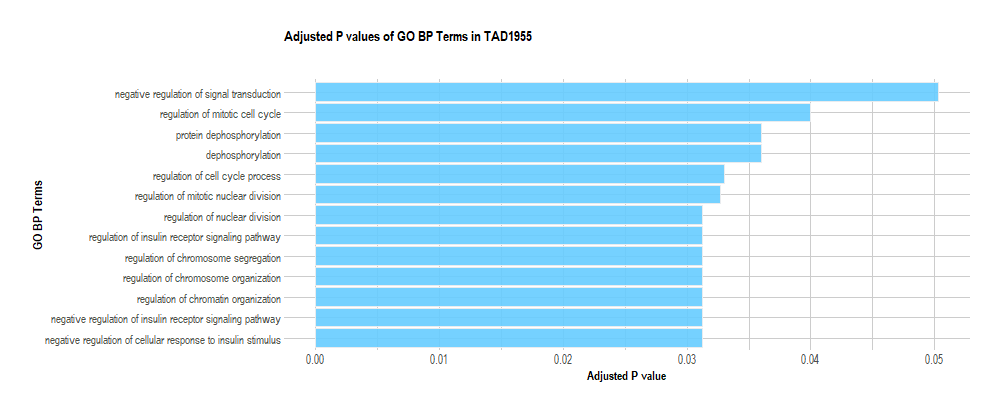 Adjusted P values of GO BP Terms in TAD1955
GO BP Terms
negative regulation of signal transduction
regulation of mitotic cell cycle
protein dephosphorylation
dephosphorylation
regulation of cell cycle process
regulation of mitotic nuclear division
regulation of nuclear division
regulation of insulin receptor signaling pathway
regulation of chromosome segregation
regulation of chromosome organization
regulation of chromatin organization
negative regulation of insulin receptor signaling pathway
negative regulation of cellular response to insulin stimulus
0.00 0.01 0.02 0.03 0.04 0.05
Adjusted P value